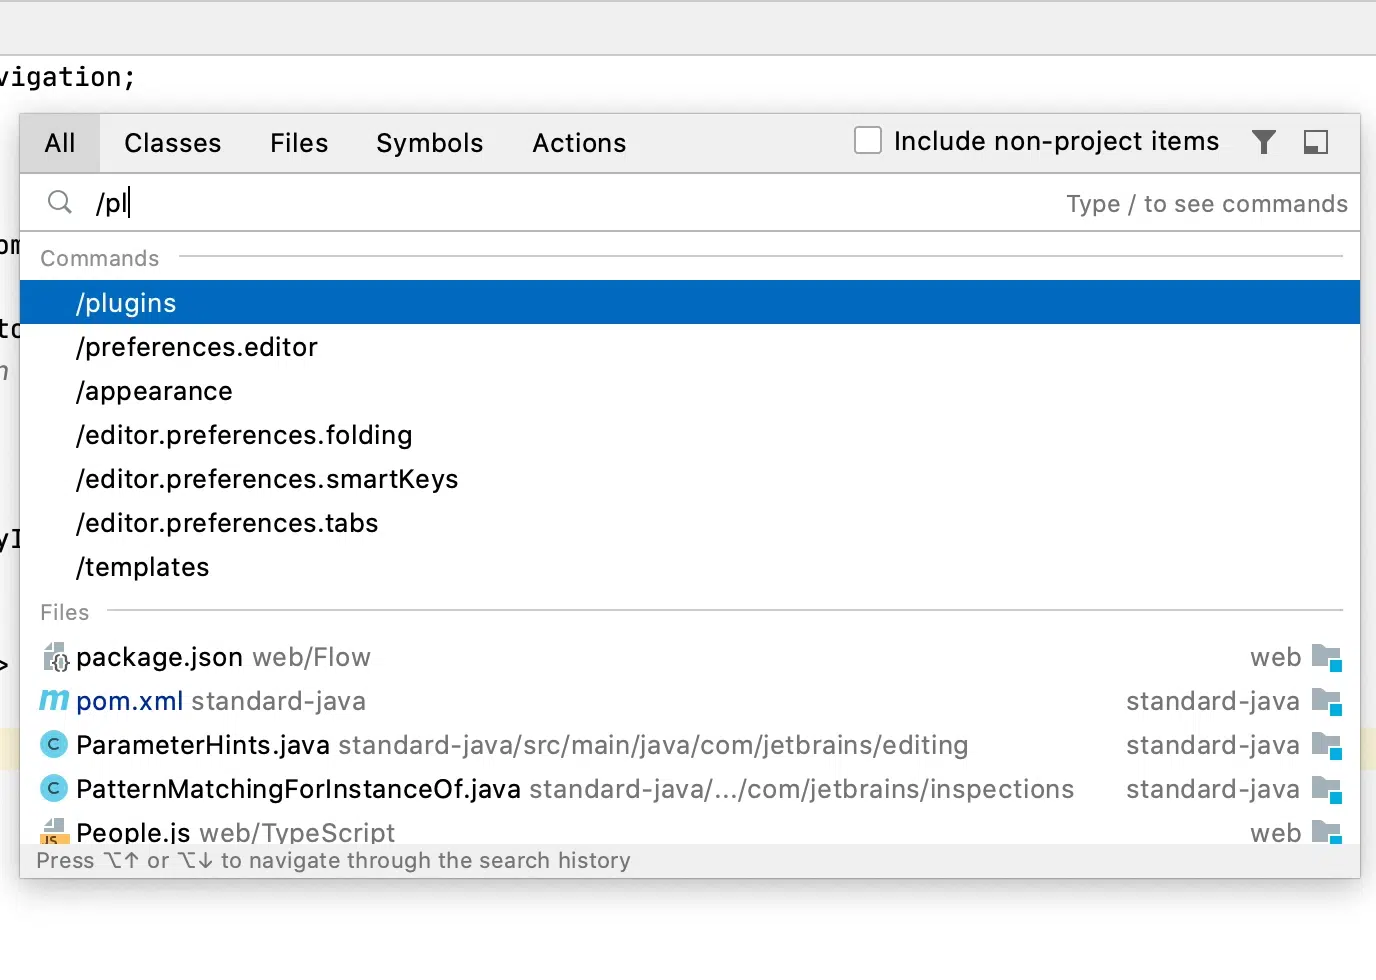 vigation;
All Classes Files Symbols Actions Include non-project items
/pl Type / to see commands
Commands
/plugins
/preferences.editor
/appearance
/editor.preferences.folding
/editor.preferences.smartKeys
/editor.preferences.tabs
/templates
Files
package.json web/Flow web
pom.xml standard-java standard-java
ParameterHints.java standard-java/src/main/java/com/jetbrains/editing standard-java
PatternMatchingForInstanceOf.java standard-java/.../com/jetbrains/inspections standard-java
People.js web/TypeScript web
Press ⌥↑ or ⌥↓ to navigate through the search history